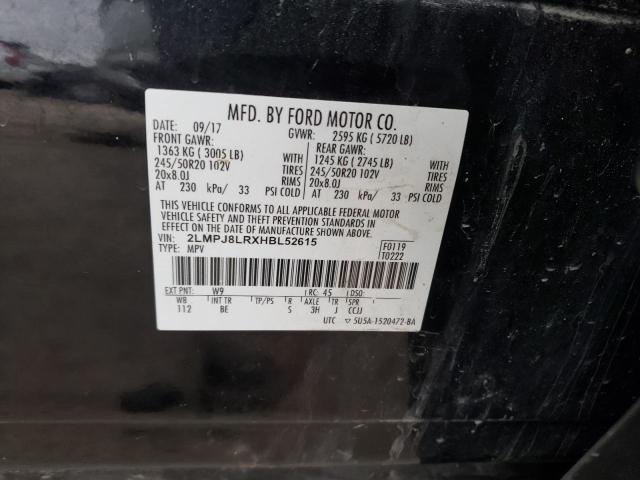 MFD. BY FORD MOTOR CO.
DATE: 09/17 GVWR: 2595 KG ( 5720 LB)
FRONT GAWR: REAR GAWR:
1363 KG ( 3005 LB) WITH 1245 KG ( 2745 LB) WITH
245/50R20 102V TIRES 245/50R20 102V TIRES
20x8.0J RIMS 20x8.0J RIMS
AT 230 kPa/ 33 PSI COLD AT 230 kPa/ 33 PSI COLD
THIS VEHICLE CONFORMS TO ALL APPLICABLE FEDERAL MOTOR
VEHICLE SAFETY AND THEFT PREVENTION STANDARDS IN
EFFECT ON THE DATE OF MANUFACTURE SHOWN ABOVE.
VIN: 2LMPJ8LRXHBL52615 F0119
TYPE: MPV T0222
EXT PNT: W9 RC: 45 DSO:
WB INT TR TP/PS R AXLE TR SPR
112 BE S 3H J CCJJ
UTC ▽ 5U5A-1520472-BA